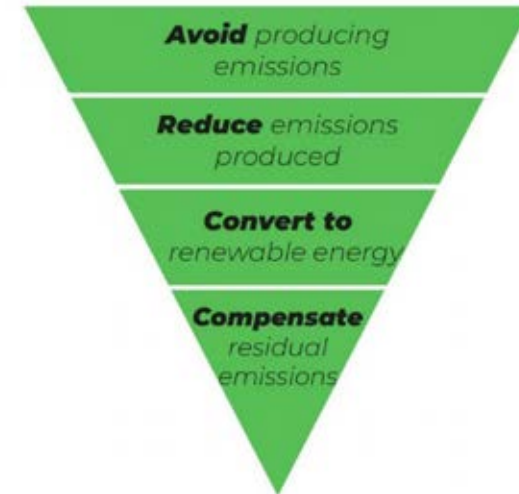 Avoid producing
emissions
Reduce emissions
produced
Convert to
renewable energy
Compensate
residual
emissions